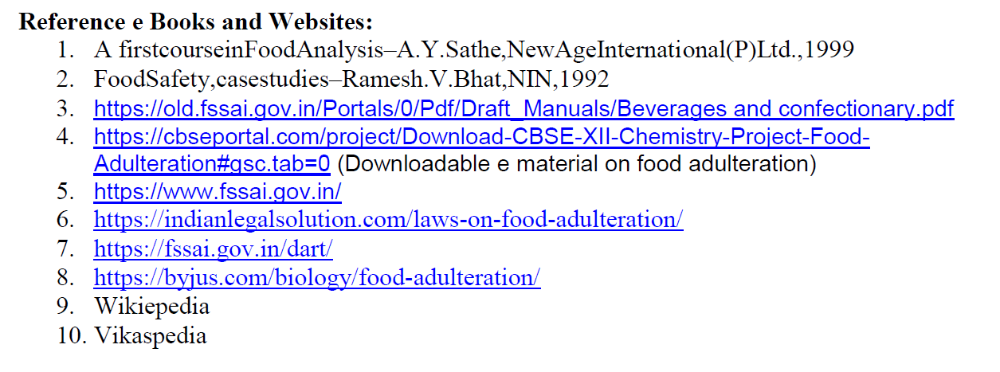 Reference e Books and Websites:
1. A firstcourseinFoodAnalysis–A.Y.Sathe,NewAgeInternational(P)Ltd.,1999
2. FoodSafety,casestudies–Ramesh.V.Bhat,NIN,1992
3. https://old.fssai.gov.in/Portals/0/Pdf/Draft_Manuals/Beverages and confectionary.pdf
4. https://cbseportal.com/project/Download-CBSE-XII-Chemistry-Project-Food-
Adulteration#gsc.tab=0 (Downloadable e material on food adulteration)
5. https://www.fssai.gov.in/
6. https://indianlegalsolution.com/laws-on-food-adulteration/
7. https://fssai.gov.in/dart/
8. https://byjus.com/biology/food-adulteration/
9. Wikiepedia
10. Vikaspedia